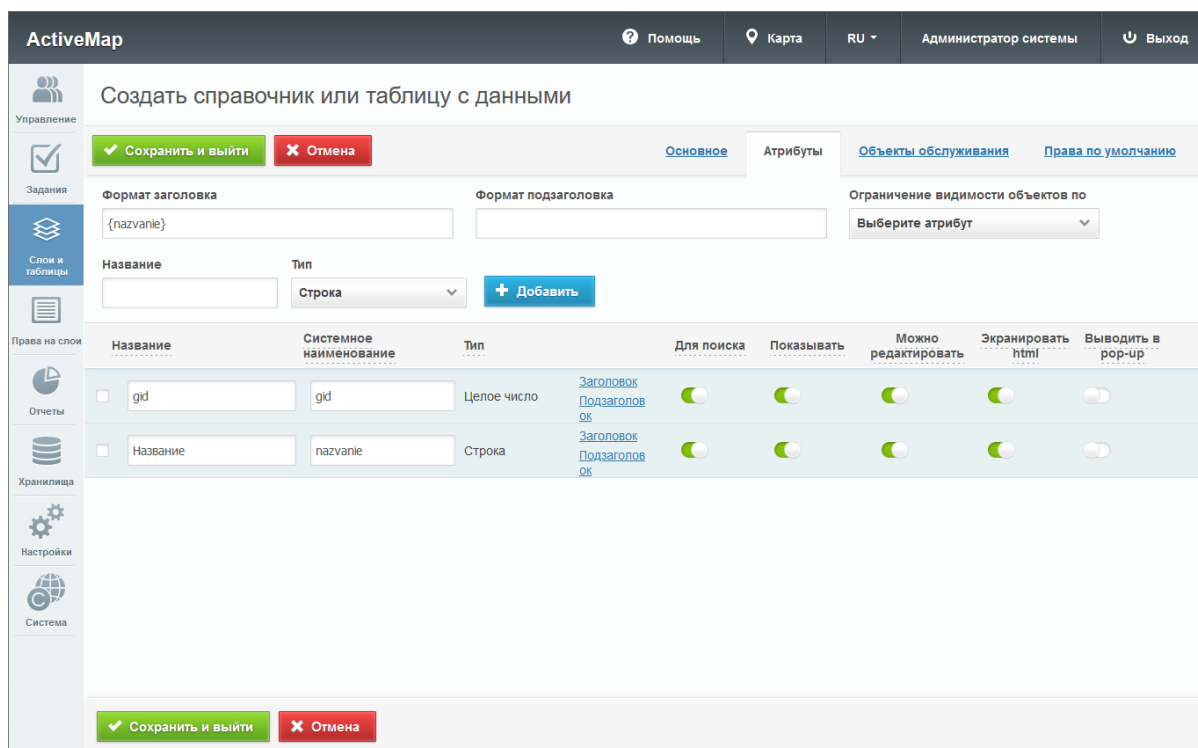 ActiveMap
Помощь
Карта
RU
Администратор системы
Выход
Управление
Задания
Слои и
таблицы
Права на слои
Отчеты
Хранилища
Настройки
Система
Создать справочник или таблицу с данными
Сохранить и выйти
Отмена
Основное
Атрибуты
Объекты обслуживания
Права по умолчанию
Формат заголовка
Формат подзаголовка
Ограничение видимости объектов по
{nazvanie}
Выберите атрибут
Название
Тип
Строка
Добавить
Название
Системное
наименование
Тип
Для поиска
Показывать
Можно
редактировать
Экранировать
html
Выводить в
pop-up
gid
gid
Целое число
Заголовок
Подзаголов
ок
Название
nazvanie
Строка
Заголовок
Подзаголов
ок
Сохранить и выйти
Отмена